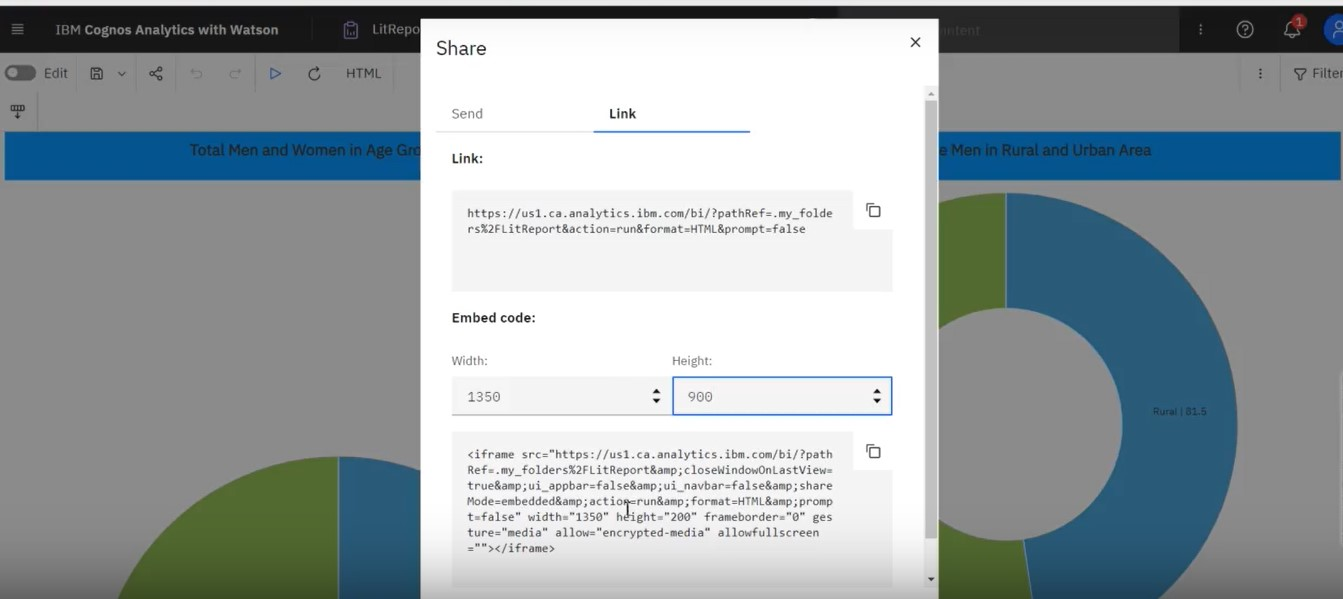 IBM Cognos Analytics with Watson
LitRepo
ntent
1
Edit
HTML
Filter
Share
Send
Link
Total Men and Women in Age Gro
e Men in Rural and Urban Area
Link:
https://us1.ca.analytics.ibm.com/bi/?pathRef=.my_folde
rs%2FLitReport&action=run&format=HTML&prompt=false
Embed code:
Width:
Height:
1350
900
<iframe src="https://us1.ca.analytics.ibm.com/bi/?path
Ref=.my_folders%2FLitReport&amp;closeWindowOnLastView=
true&amp;ui_appbar=false&amp;ui_navbar=false&amp;share
Mode=embedded&amp;action=run&amp;format=HTML&amp;promp
t=false" width="1350" height="200" frameborder="0" ges
ture="media" allow="encrypted-media" allowfullscreen
=""></iframe>
Rural | 81.5